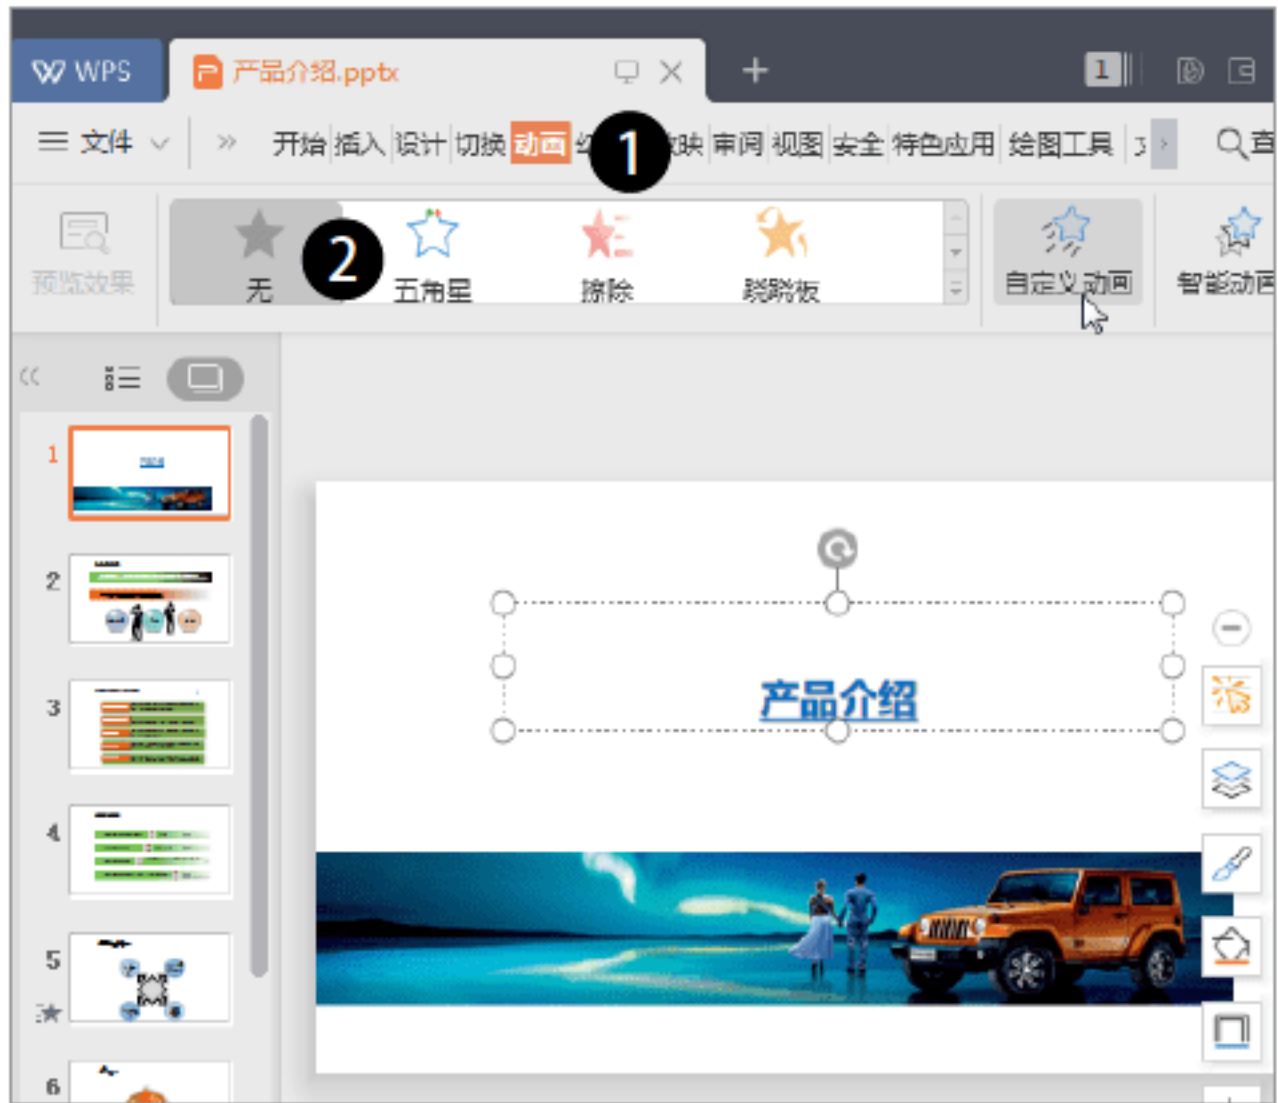 WPS 产品介绍.pptx 1
文件 开始 插入 设计 切换 动画 1 放映 审阅 视图 安全 特色应用 绘图工具
预览效果 无 2 五角星 擦除 跷跷板 自定义动画 智能动画
1
2
3
4
5
6
产品介绍